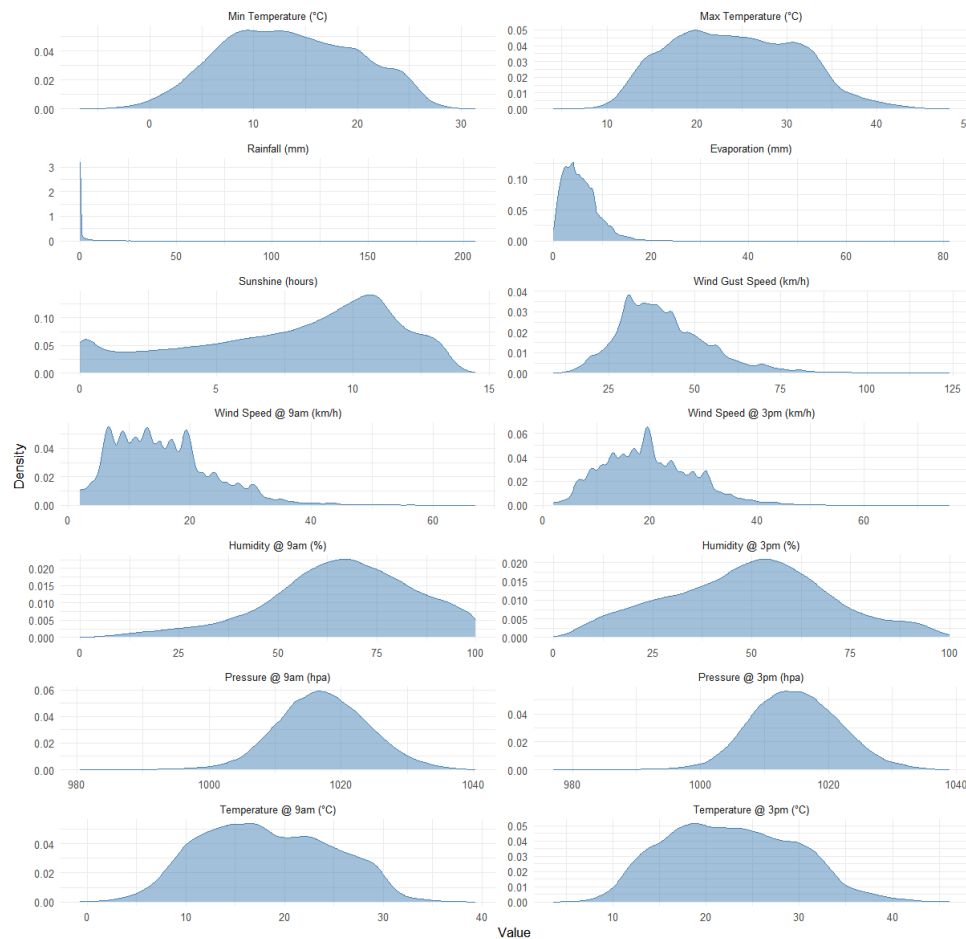 Min Temperature (°C)
0.04
0.02
0.00
0 10 20 30
Max Temperature (°C)
0.05
0.04
0.03
0.02
0.01
0.00
10 20 30 40 5
Rainfall (mm)
3
2
1
0
0 50 100 150 200
Evaporation (mm)
0.10
0.05
0.00
0 20 40 60 80
Sunshine (hours)
0.10
0.05
0.00
0 5 10 15
Wind Gust Speed (km/h)
0.04
0.03
0.02
0.01
0.00
25 50 75 100 125
Density
Wind Speed @ 9am (km/h)
0.04
0.02
0.00
0 20 40 60
Wind Speed @ 3pm (km/h)
0.06
0.04
0.02
0.00
0 20 40 60
Humidity @ 9am (%)
0.020
0.015
0.010
0.005
0.000
0 25 50 75 100
Humidity @ 3pm (%)
0.020
0.015
0.010
0.005
0.000
0 25 50 75 100
Pressure @ 9am (hpa)
0.06
0.04
0.02
0.00
980 1000 1020 1040
Pressure @ 3pm (hpa)
0.04
0.02
0.00
980 1000 1020 1040
Temperature @ 9am (°C)
0.04
0.02
0.00
0 10 20 30 40
Temperature @ 3pm (°C)
0.05
0.04
0.03
0.02
0.01
0.00
10 20 30 40
Value